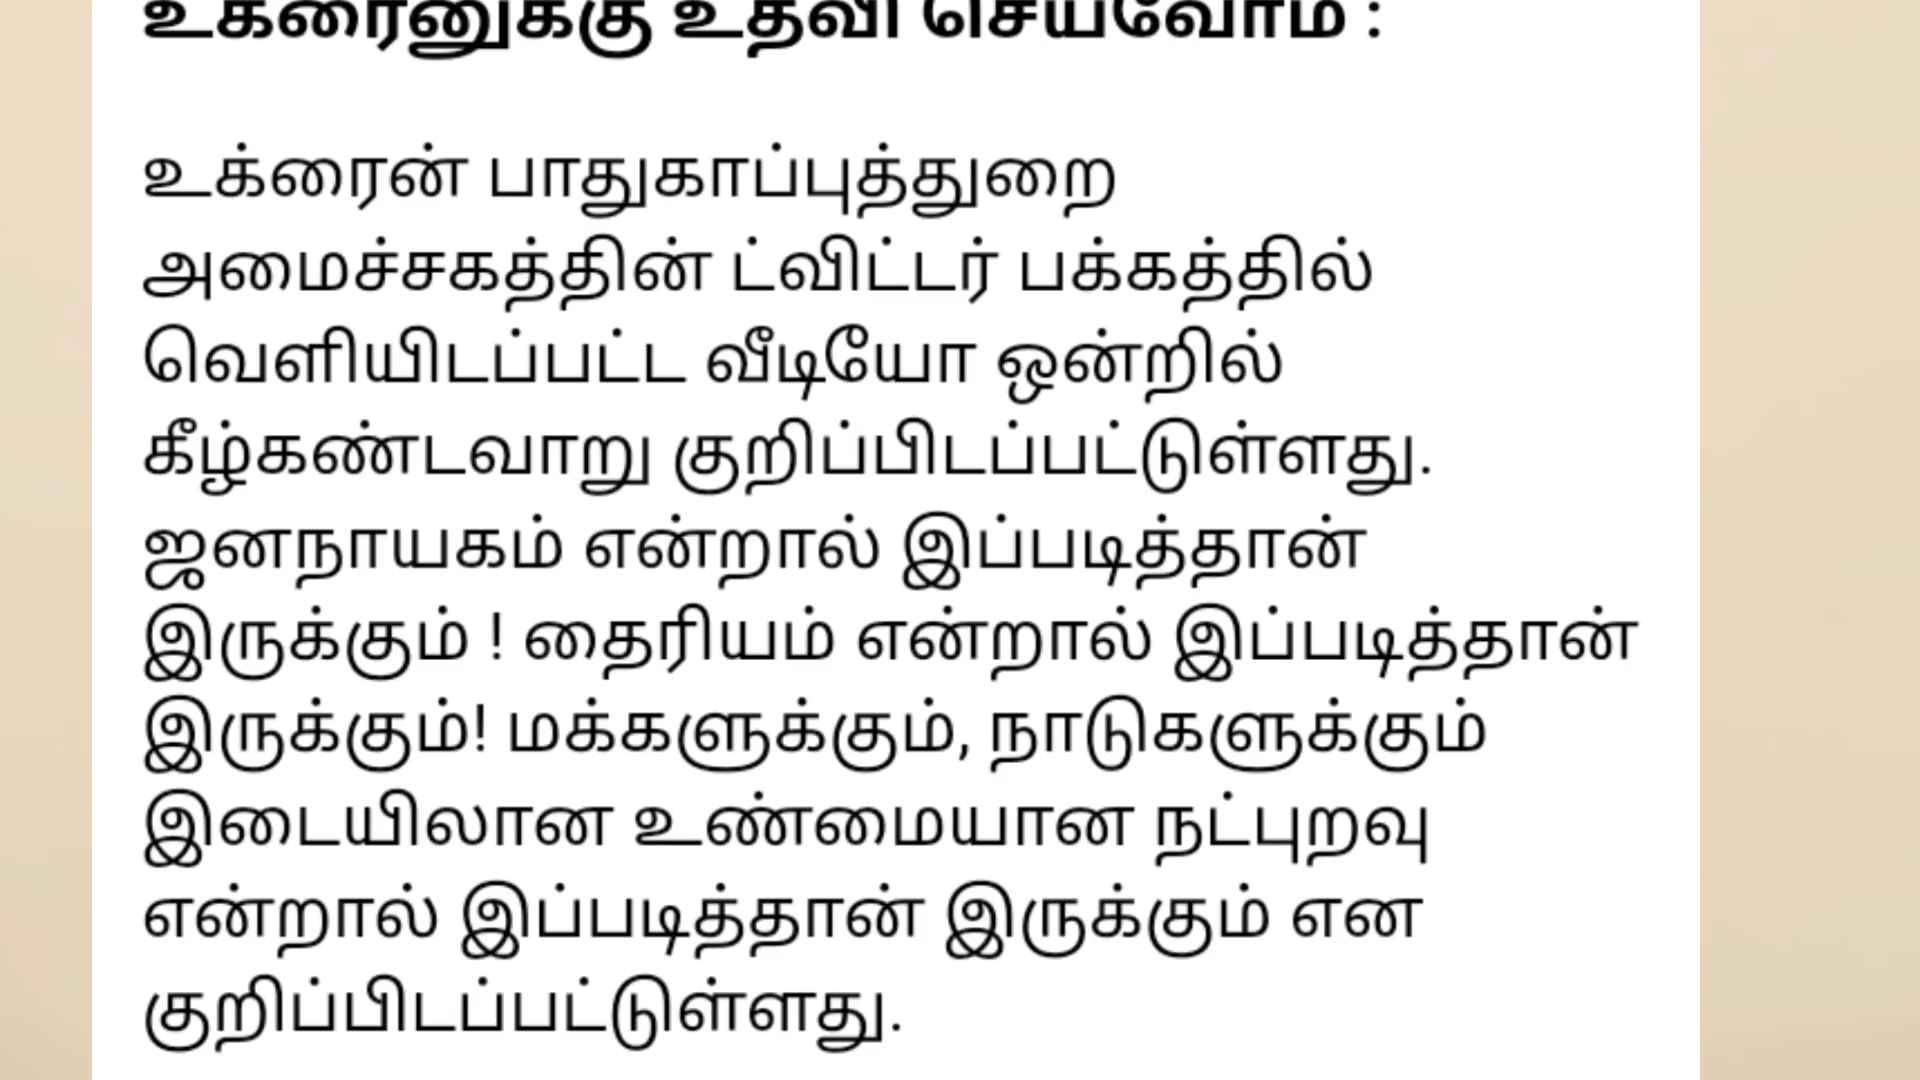 உக்ரைனுக்கு உதவி செய்வோம் :
உக்ரைன் பாதுகாப்புத்துறை
அமைச்சகத்தின் ட்விட்டர் பக்கத்தில்
வெளியிடப்பட்ட வீடியோ ஒன்றில்
கீழ்கண்டவாறு குறிப்பிடப்பட்டுள்ளது.
ஜனநாயகம் என்றால் இப்படித்தான்
இருக்கும் ! தைரியம் என்றால் இப்படித்தான்
இருக்கும்! மக்களுக்கும், நாடுகளுக்கும்
இடையிலான உண்மையான நட்புறவு
என்றால் இப்படித்தான் இருக்கும் என
குறிப்பிடப்பட்டுள்ளது.